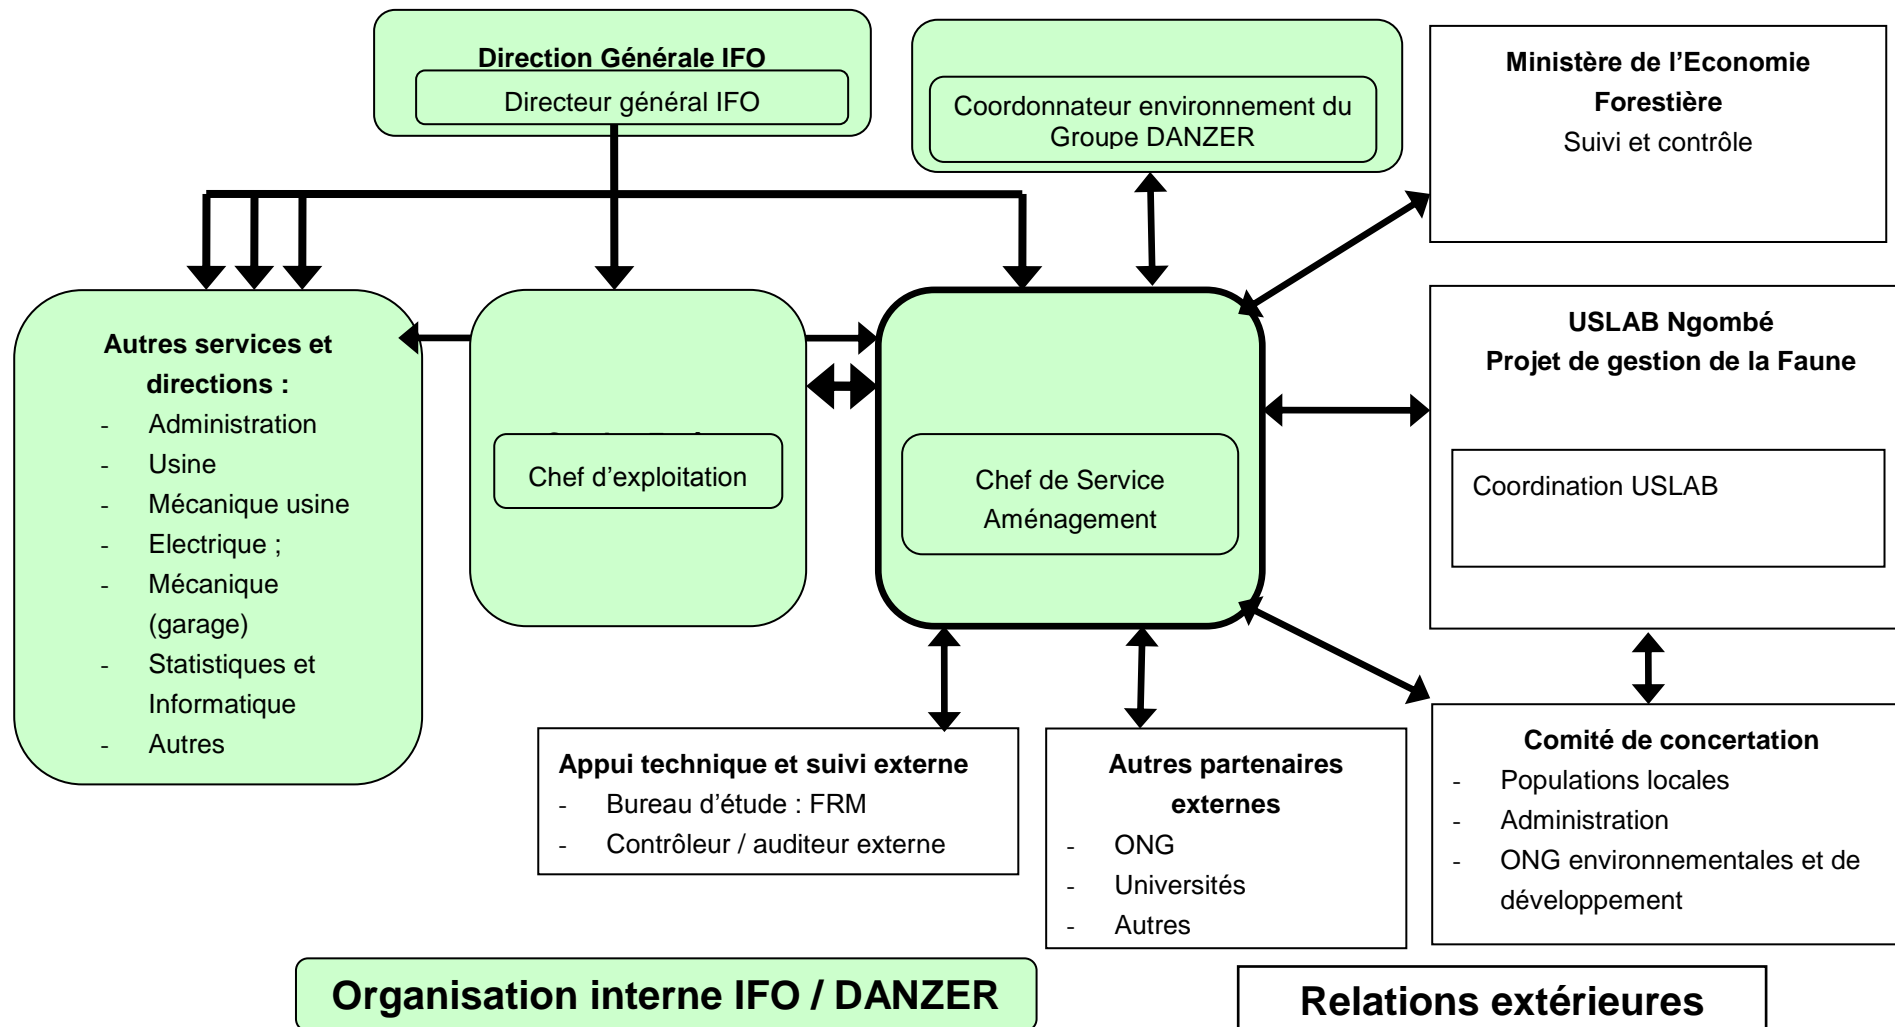 Direction Générale IFO
Directeur général IFO
Coordonnateur environnement du
Groupe DANZER
Ministère de l’Economie
Forestière
Suivi et contrôle
Autres services et
directions :
- Administration
- Usine
- Mécanique usine
- Electrique ;
- Mécanique
(garage)
- Statistiques et
Informatique
- Autres
Chef d’exploitation
Chef de Service
Aménagement
USLAB Ngombé
Projet de gestion de la Faune
Coordination USLAB
Appui technique et suivi externe
- Bureau d’étude : FRM
- Contrôleur / auditeur externe
Autres partenaires
externes
- ONG
- Universités
- Autres
Comité de concertation
- Populations locales
- Administration
- ONG environnementales et de
développement
Organisation interne IFO / DANZER
Relations extérieures